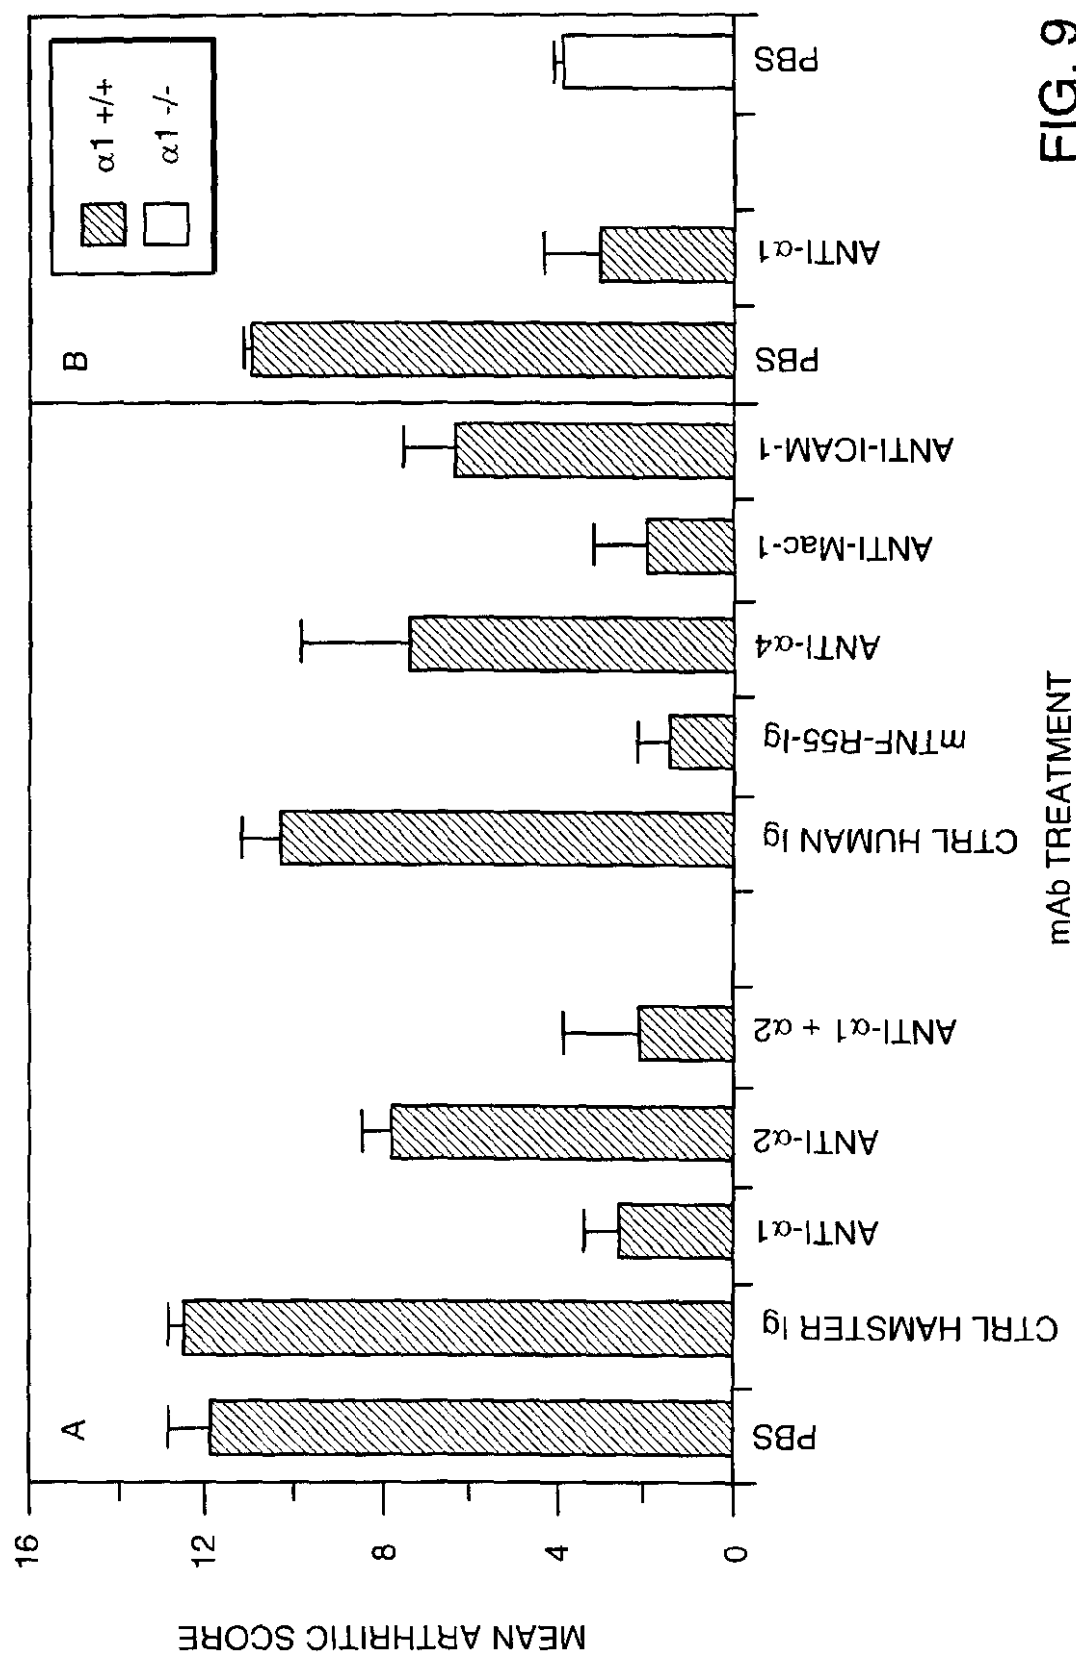 A
B
α1 +/+
α1 -/-
MEAN ARTHRITIC SCORE
16
12
8
4
0
PBS
CTRL HAMSTER Ig
ANTI-α1
ANTI-α2
ANTI-α1 + α2
CTRL HUMAN Ig
mTNF-R55-Ig
ANTI-α4
ANTI-Mac-1
ANTI-ICAM-1
PBS
ANTI-α1
PBS
mAb TREATMENT
FIG. 9